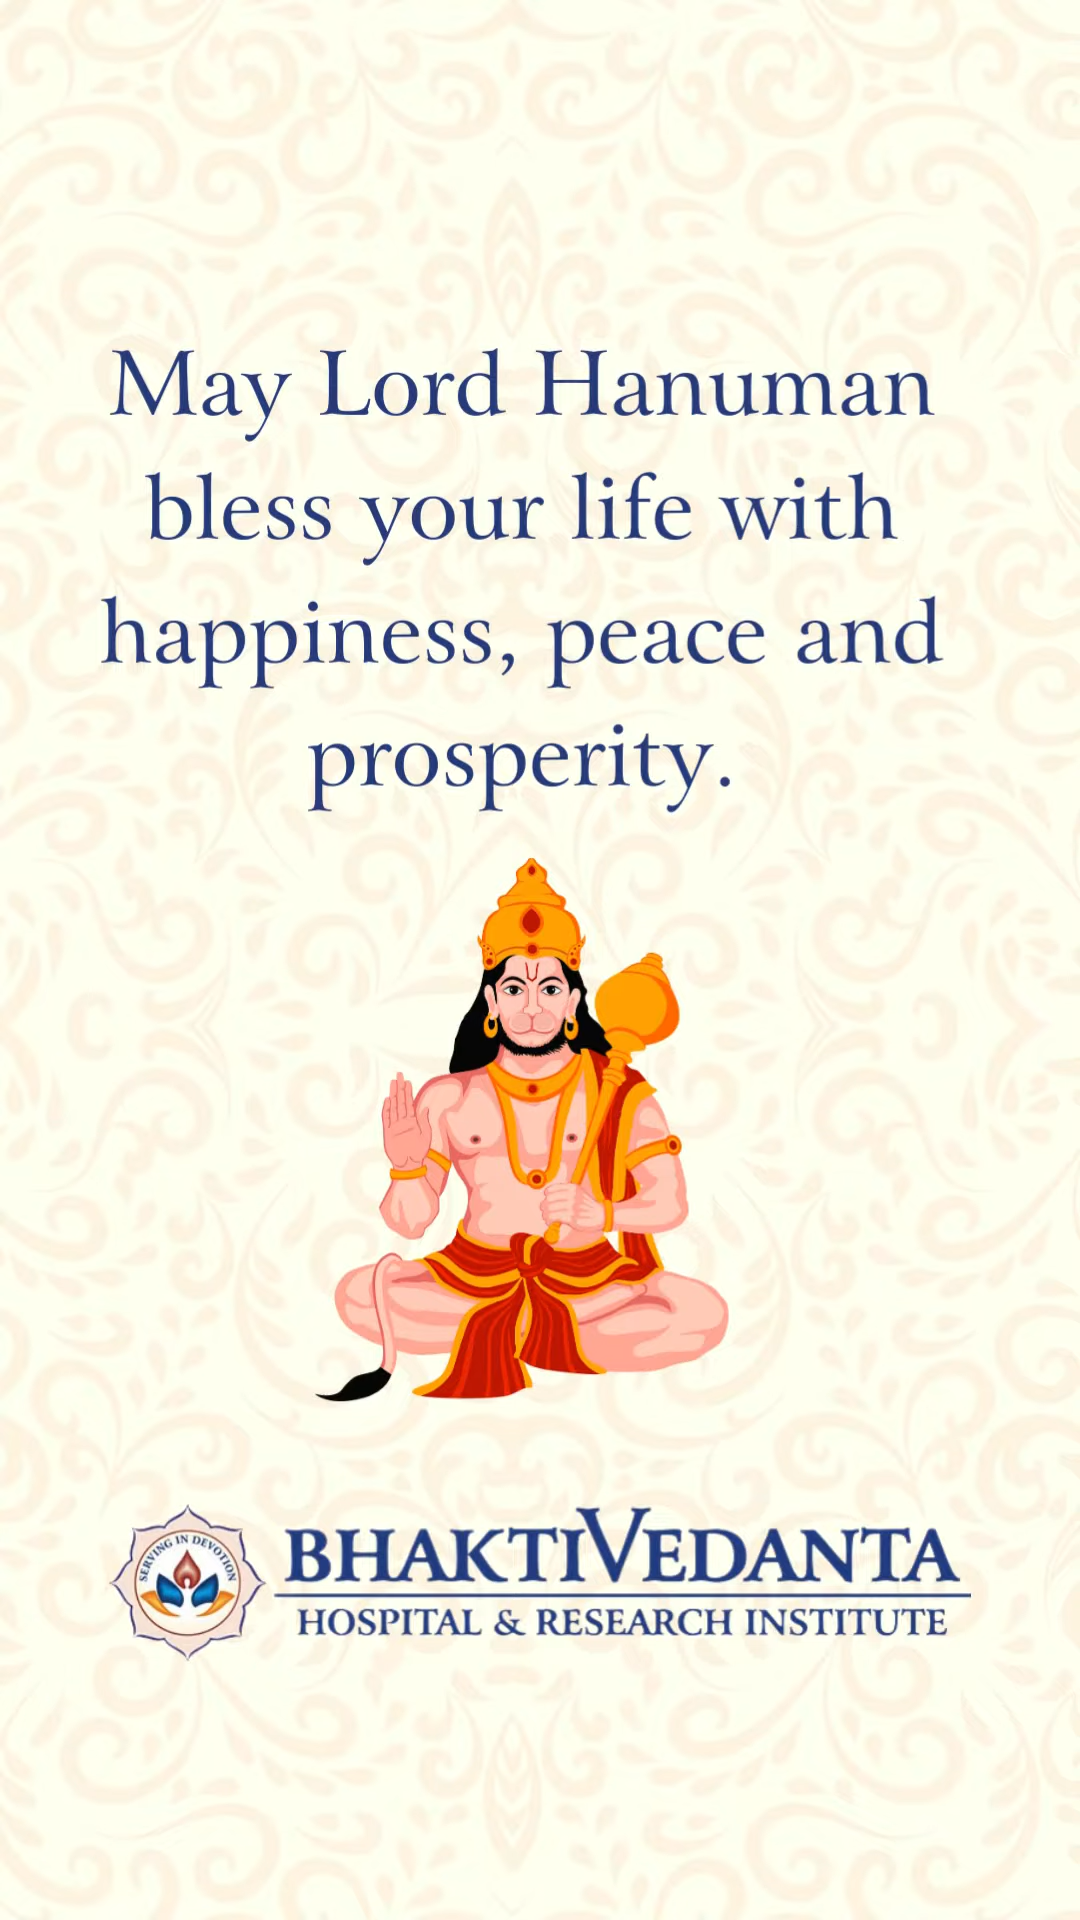 May Lord Hanuman
bless your life with
happiness, peace and
prosperity.
SERVING IN DEVOTION
BHAKTIVEDANTA
HOSPITAL & RESEARCH INSTITUTE